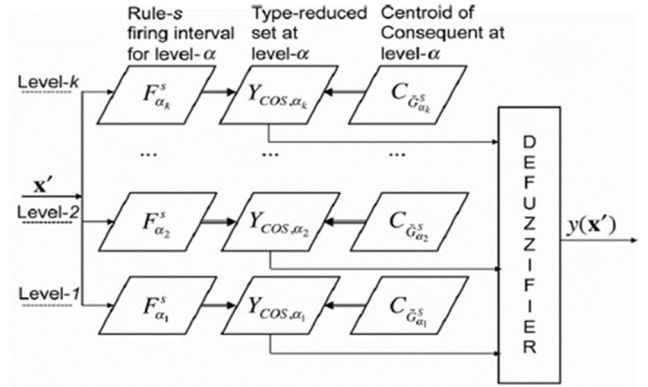 Rule-s
firing interval
for level- α
Type-reduced
set at
level-α
Centroid of
Consequent at
level-α
Level-k
F^s_{α_k}
Y_{COS,α_k}
C_{G̃^s_{α_k}}
... ... ...
x′
Level-2
F^s_{α_2}
Y_{COS,α_2}
C_{G̃^s_{α_2}}
Level-1
F^s_{α_1}
Y_{COS,α_1}
C_{G̃^s_{α_1}}
DEFUZZIFIER
y(x′)